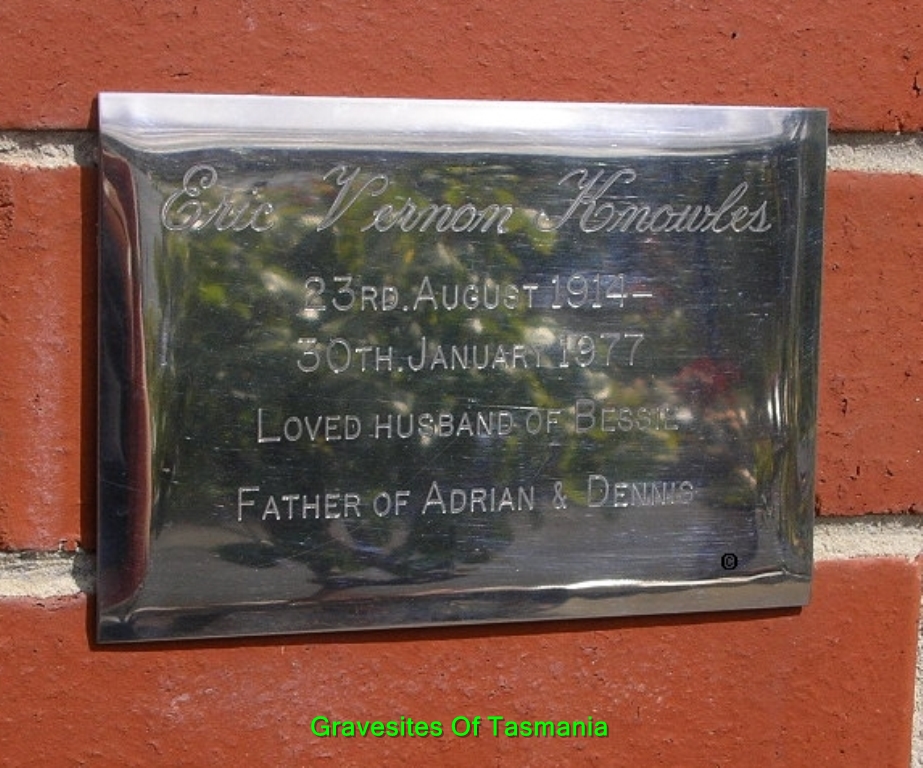 Eric Vernon Knowles
23RD. AUGUST 1914–
30TH. JANUARY 1977
LOVED HUSBAND OF BESSIE
FATHER OF ADRIAN & DENNIS
©
Gravesites Of Tasmania